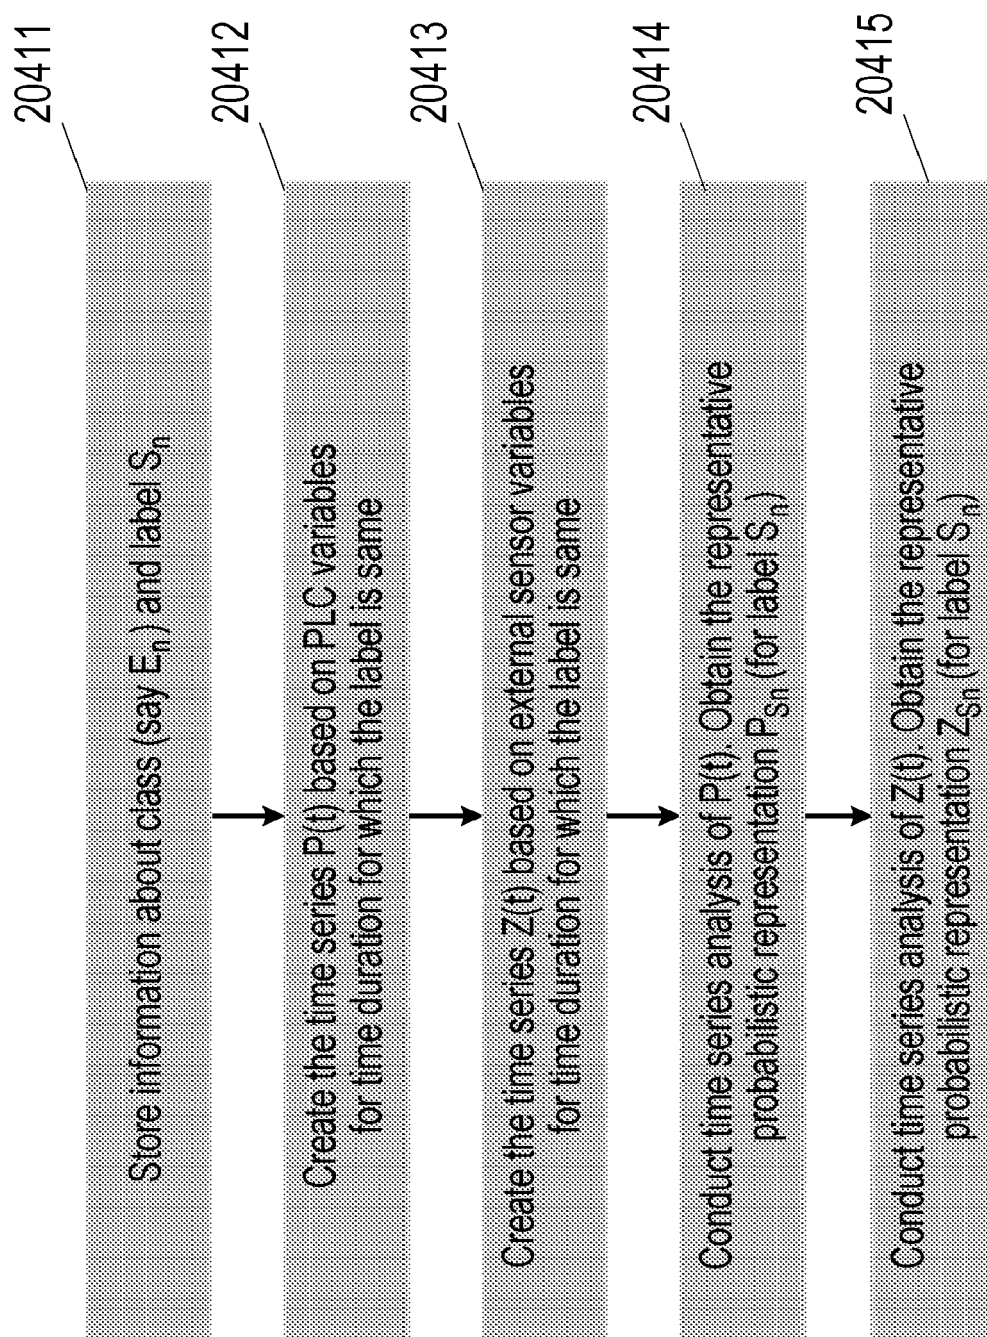 20411
Store information about class (say En) and label Sn
20412
Create the time series P(t) based on PLC variables
for time duration for which the label is same
20413
Create the time series Z(t) based on external sensor variables
for time duration for which the label is same
20414
Conduct time series analysis of P(t). Obtain the representative
probabilistic representation PSn (for label Sn)
20415
Conduct time series analysis of Z(t). Obtain the representative
probabilistic representation ZSn (for label Sn)